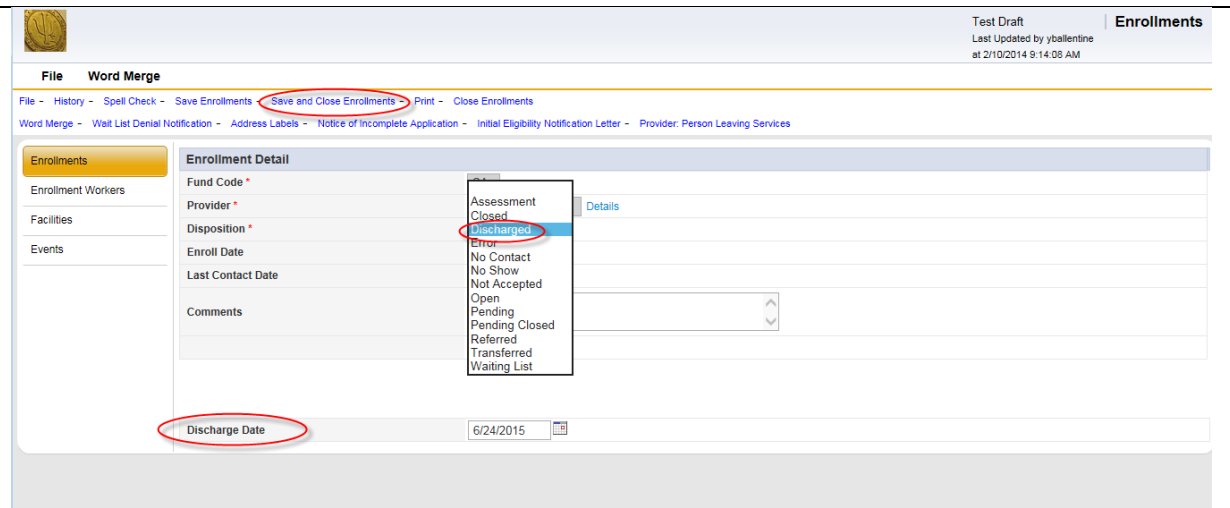 Test Draft
Enrollments
Last Updated by yballentine
at 2/10/2014 9:14:08 AM
File Word Merge
File - History - Spell Check - Save Enrollments - Save and Close Enrollments - Print - Close Enrollments
Word Merge - Wait List Denial Notification - Address Labels - Notice of Incomplete Application - Initial Eligibility Notification Letter - Provider: Person Leaving Services
Enrollments
Enrollment Workers
Facilities
Events
Enrollment Detail
Fund Code *
Provider *
Details
Disposition *
Enroll Date
Last Contact Date
Comments
Assessment
Closed
Discharged
Error
No Contact
No Show
Not Accepted
Open
Pending
Pending Closed
Referred
Transferred
Waiting List
Discharge Date 6/24/2015